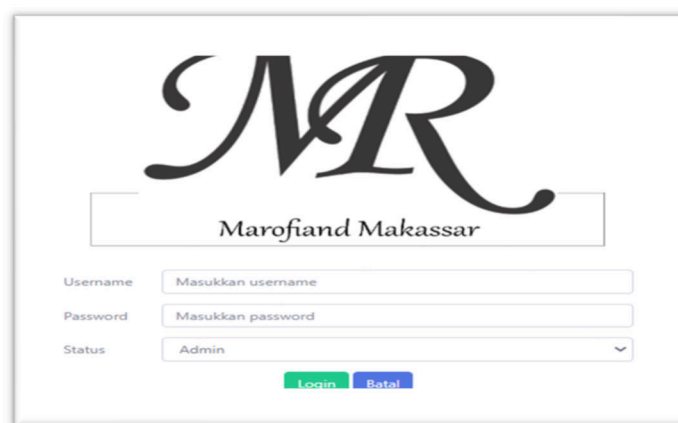 MR
Marofiand Makassar
Username Masukkan username
Password Masukkan password
Status Admin
Login Batal